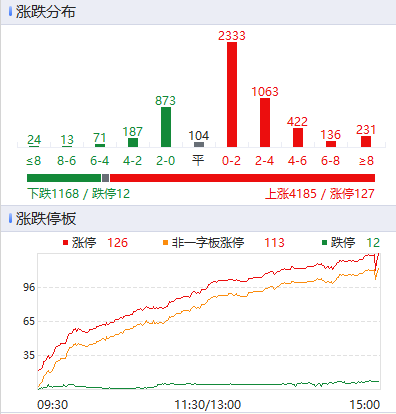 涨跌分布
24 13 71 187 873 104 2333 1063 422 136 231
≤8 8-6 6-4 4-2 2-0 平 0-2 2-4 4-6 6-8 ≥8
下跌1168 / 跌停12 上涨4185 / 涨停127
涨跌停板
涨停 126 非一字板涨停 113 跌停 12
96
65
35
09:30 11:30/13:00 15:00